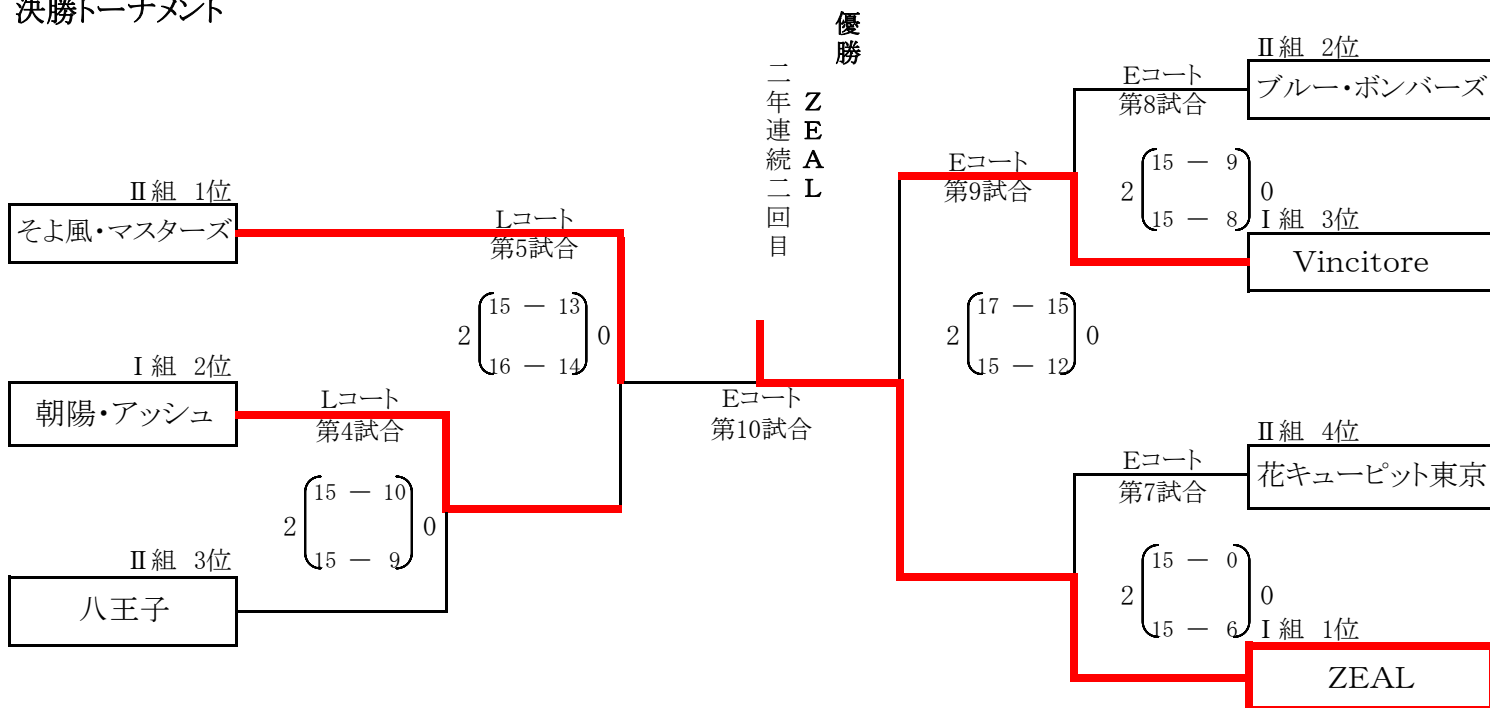 決勝トーナメント
優勝
ZEAL
二年連続二回目
Ⅱ組 1位
そよ風・マスターズ
Lコート
第5試合
2
15 － 13
16 － 14
0
Ⅰ組 2位
朝陽・アッシュ
Lコート
第4試合
2
15 － 10
15 － 9
0
Ⅱ組 3位
八王子
Eコート
第10試合
Ⅱ組 2位
ブルー・ボンバーズ
Eコート
第8試合
2
15 － 9
15 － 8
0
Ⅰ組 3位
Vincitore
Eコート
第9試合
2
17 － 15
15 － 12
0
Ⅱ組 4位
花キューピット東京
Eコート
第7試合
2
15 － 0
15 － 6
0
Ⅰ組 1位
ZEAL